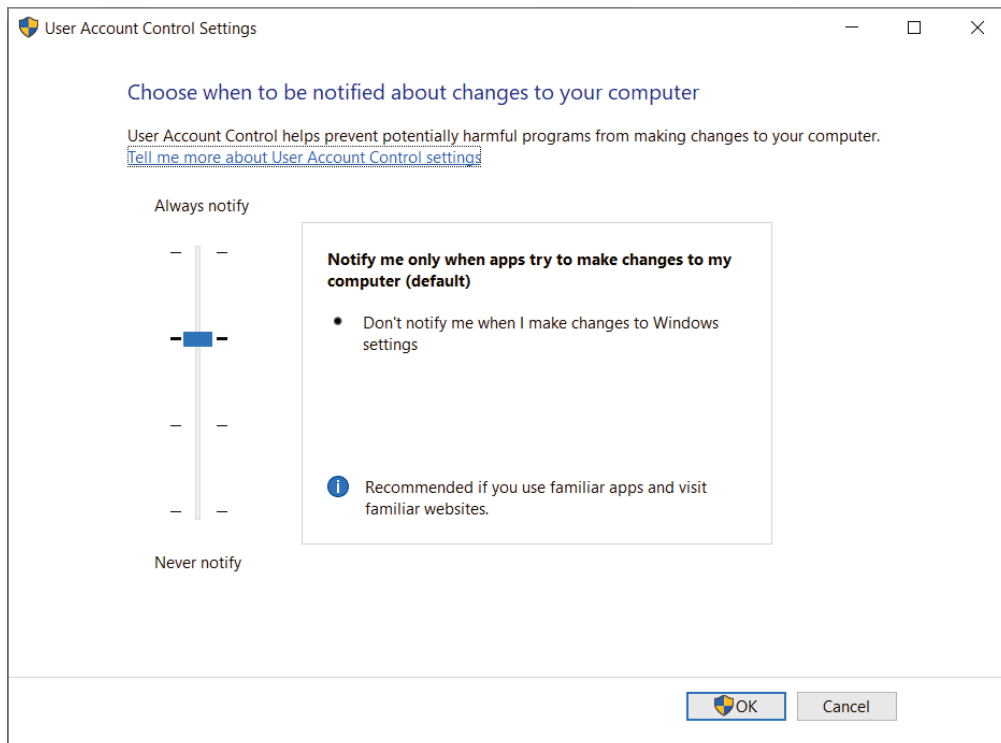 User Account Control Settings
Choose when to be notified about changes to your computer
User Account Control helps prevent potentially harmful programs from making changes to your computer.
Tell me more about User Account Control settings
Always notify
Notify me only when apps try to make changes to my
computer (default)
Don't notify me when I make changes to Windows
settings
Recommended if you use familiar apps and visit
familiar websites.
Never notify
OK
Cancel